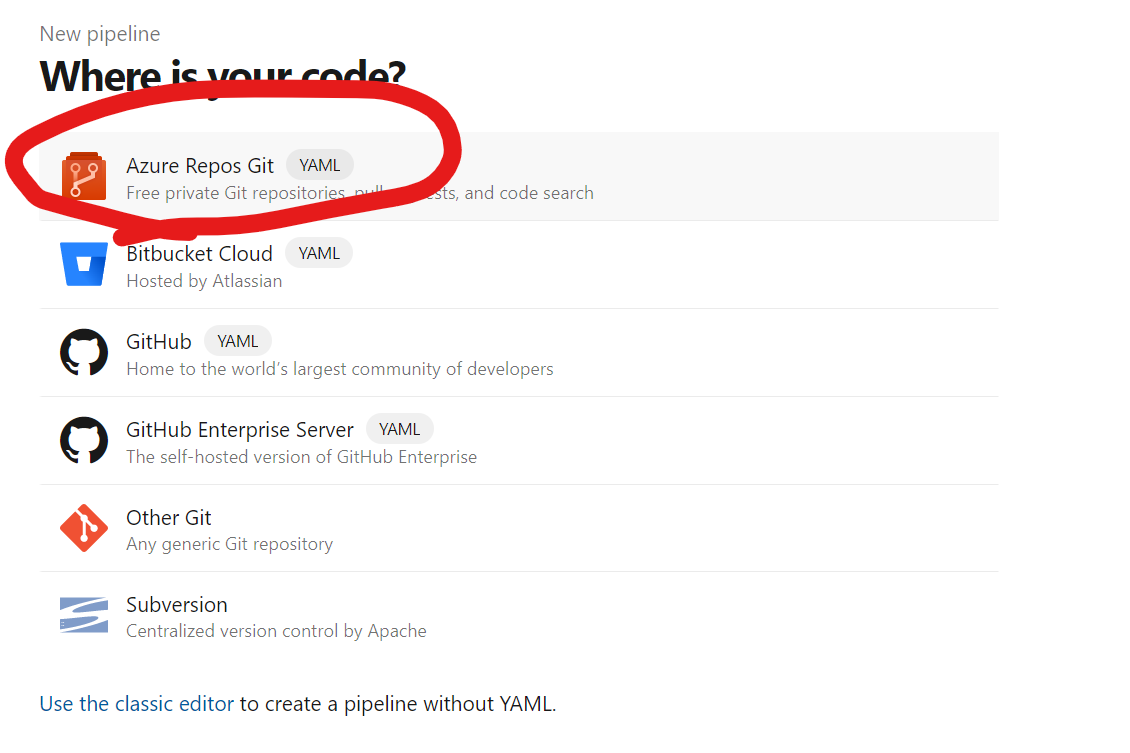 New pipeline
Where is your code?
Azure Repos Git YAML
Free private Git repositories, pull requests, and code search
Bitbucket Cloud YAML
Hosted by Atlassian
GitHub YAML
Home to the world's largest community of developers
GitHub Enterprise Server YAML
The self-hosted version of GitHub Enterprise
Other Git
Any generic Git repository
Subversion
Centralized version control by Apache
Use the classic editor to create a pipeline without YAML.